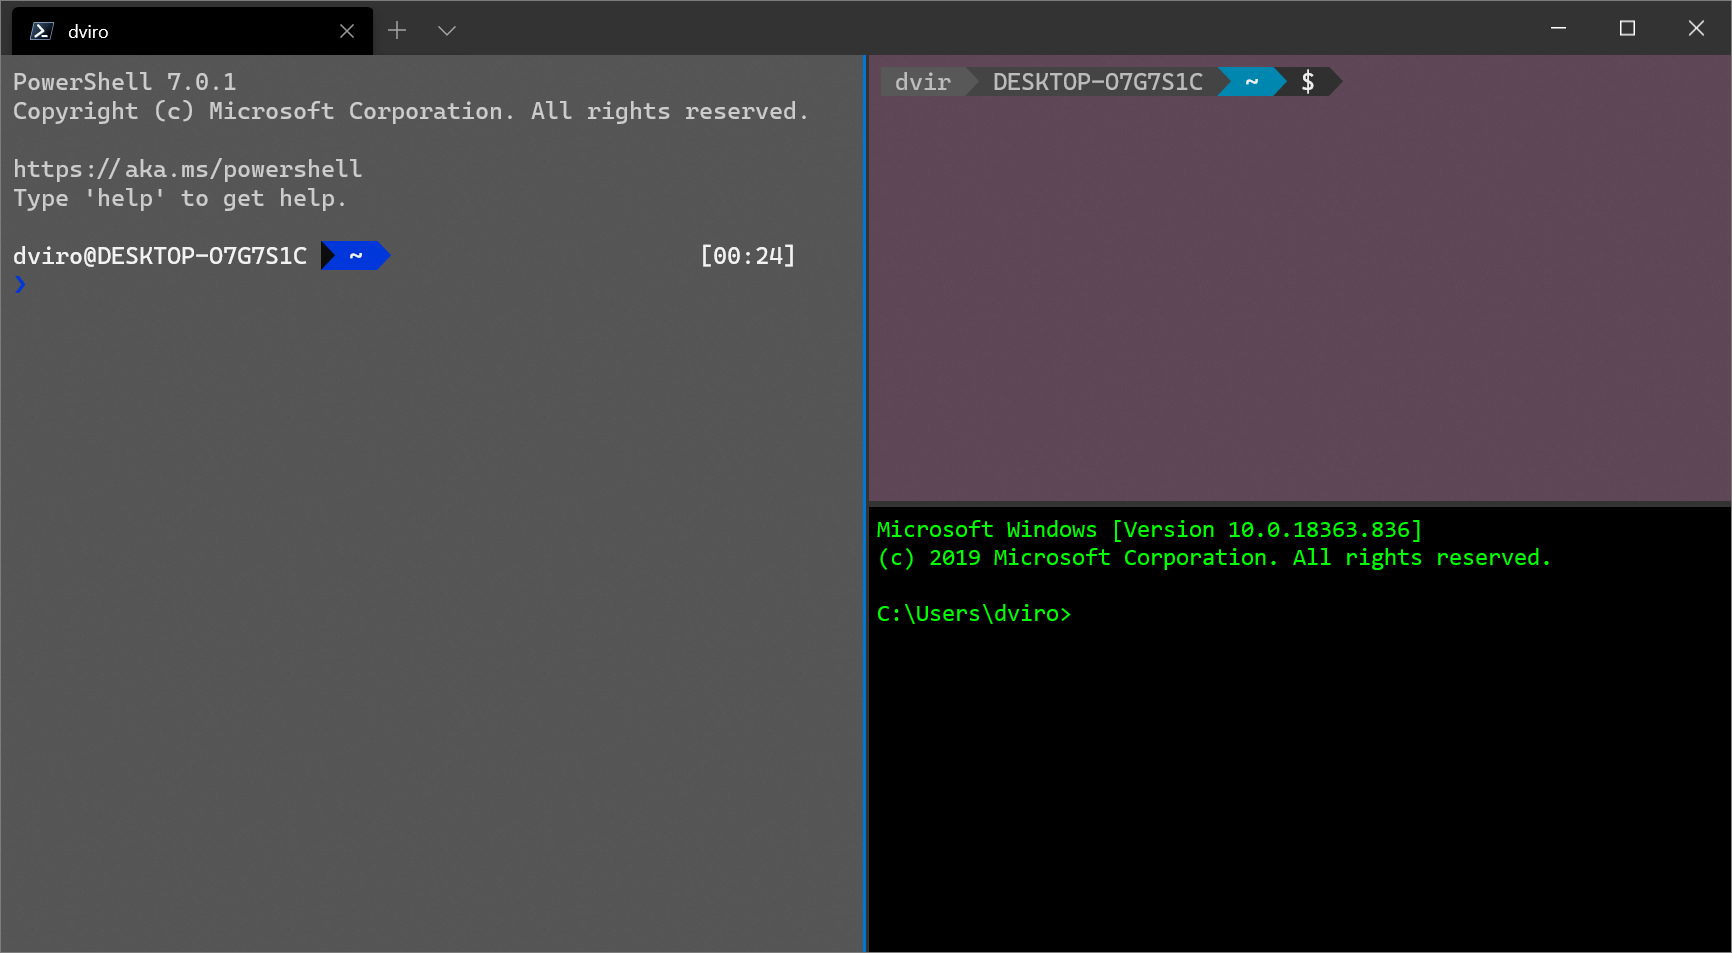 dviro
PowerShell 7.0.1
Copyright (c) Microsoft Corporation. All rights reserved.
https://aka.ms/powershell
Type 'help' to get help.
dviro@DESKTOP-O7G7S1C ~ [00:24]
❯
dvir DESKTOP-O7G7S1C ~ $
Microsoft Windows [Version 10.0.18363.836]
(c) 2019 Microsoft Corporation. All rights reserved.
C:\Users\dviro>